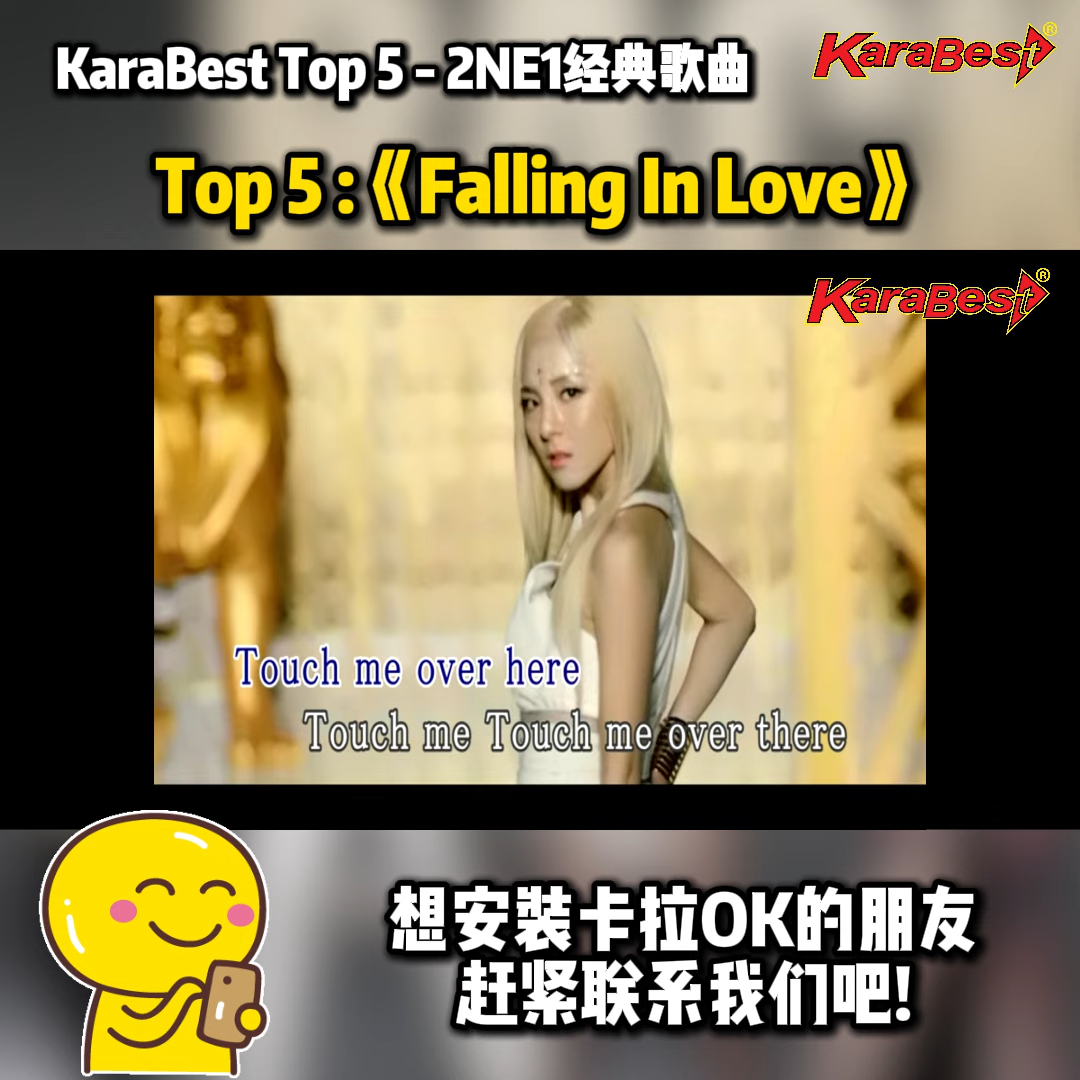 KaraBest Top 5 - 2NE1经典歌曲
KaraBest®
Top 5 :《Falling In Love》
KaraBest®
Touch me over here
Touch me Touch me over there
想安裝卡拉OK的朋友
赶紧联系我们吧!